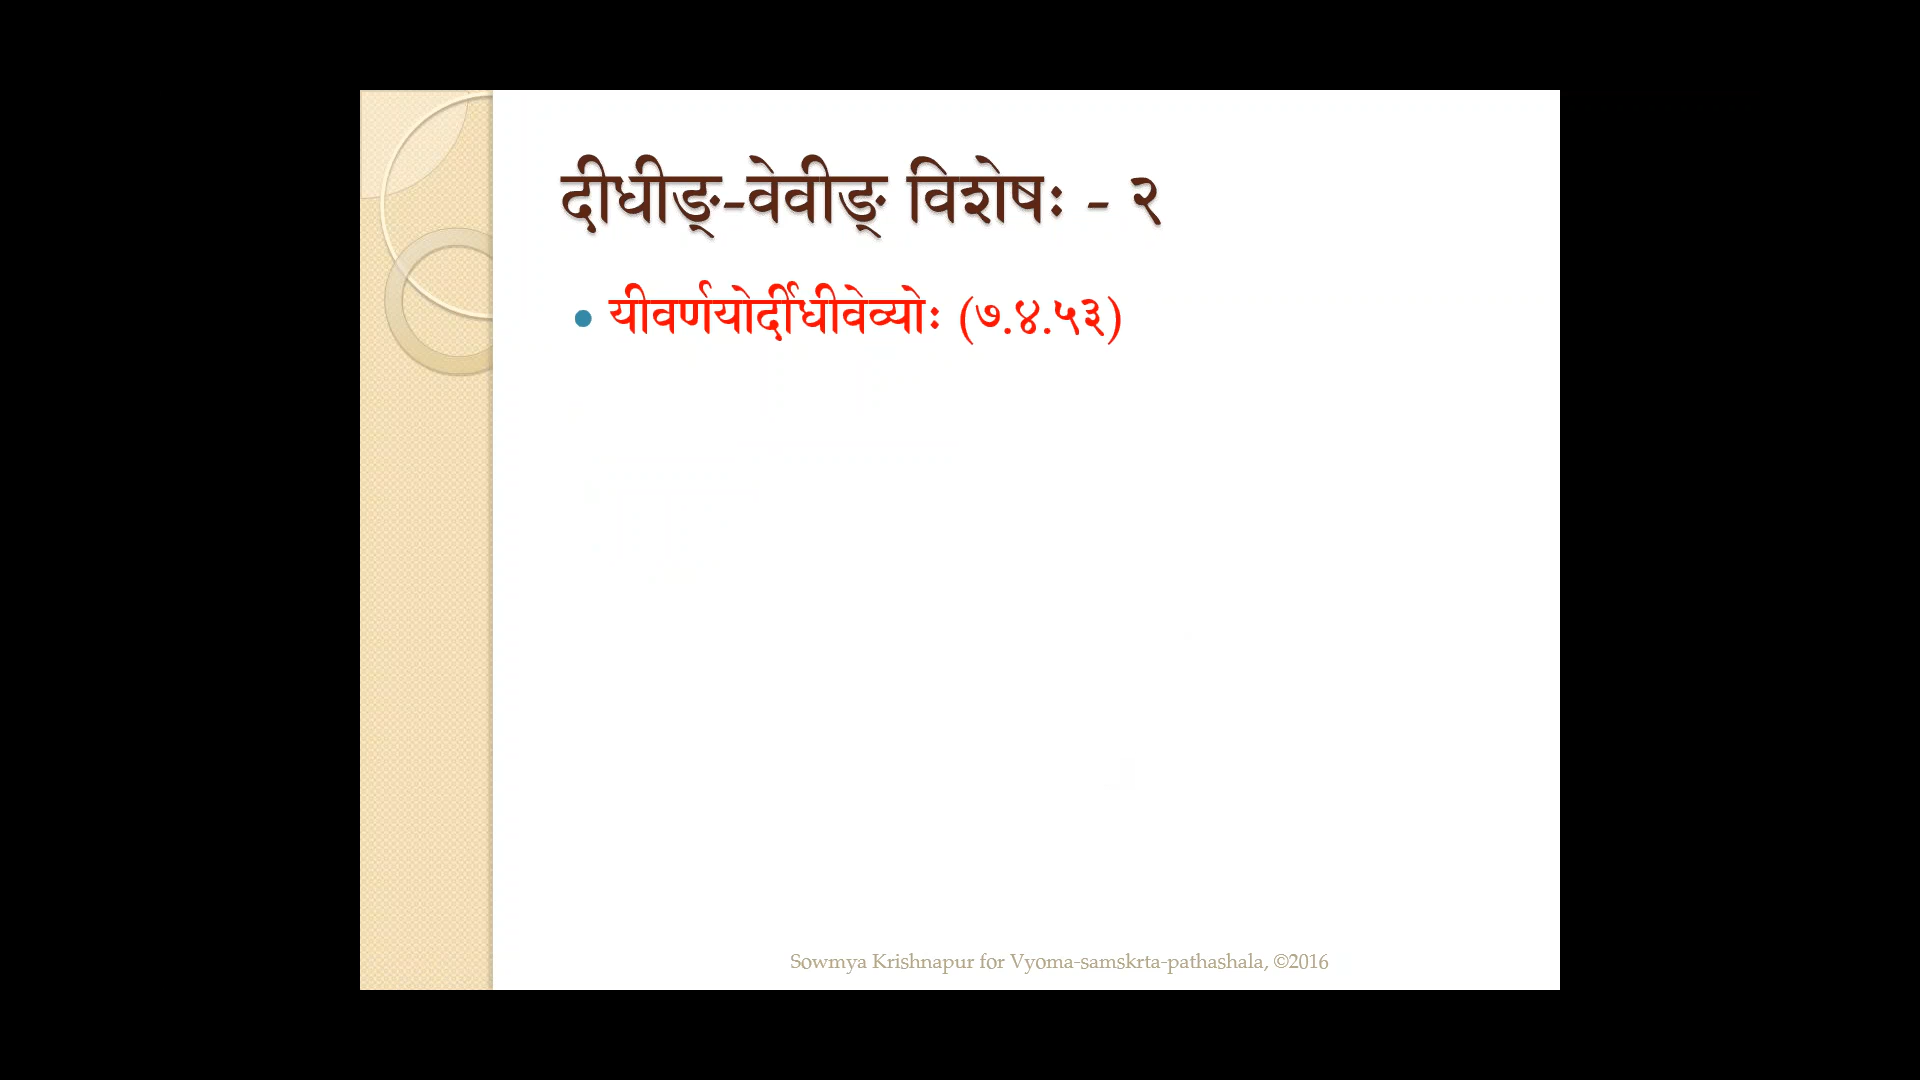 दीधीङ्-वेवीङ् विशेषः - २
यीवर्णयोर्दीधीवेव्योः (७.४.५३)
Sowmya Krishnapur for Vyoma-samskrta-pathashala, ©2016